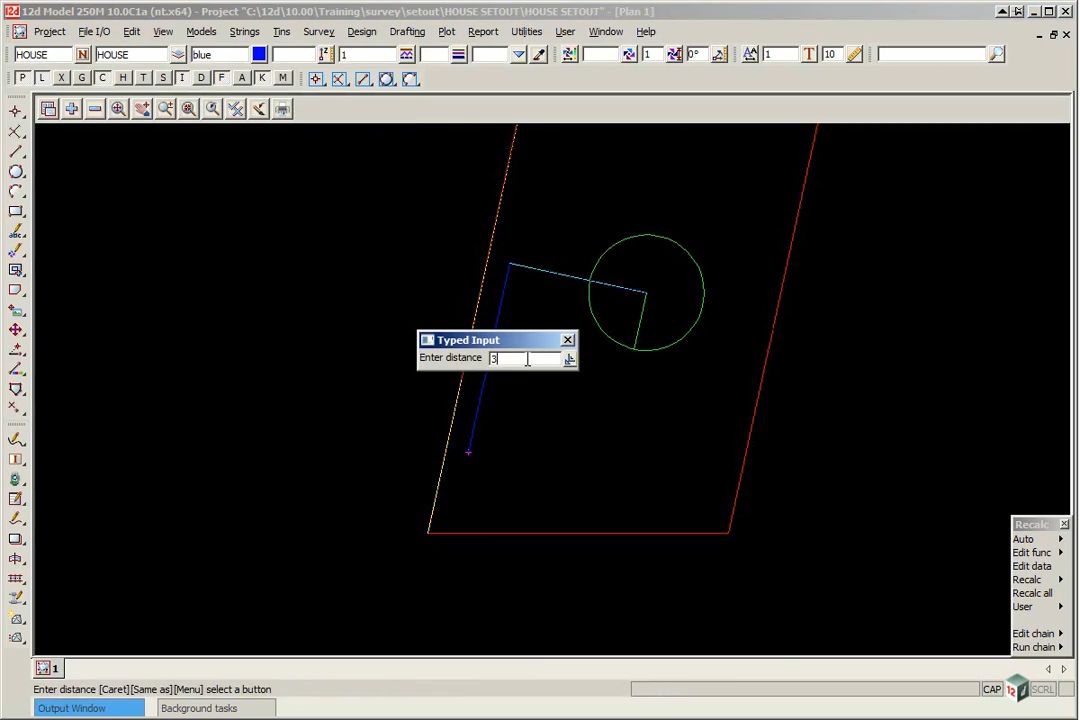 12d Model 250M 10.0C1a (nt.x64) - Project "C:\12d\10.00\Training\survey\setout\HOUSE SETOUT\HOUSE SETOUT" - [Plan 1]
Project File I/O Edit View Models Strings Tins Survey Design Drafting Plot Report Utilities User Window Help
HOUSE N HOUSE blue 1 1 0° 1 T 10
P L X G C H T S I D F A K M
Typed Input
Enter distance 3
Recalc
Auto
Edit func
Edit data
Recalc
Recalc all
User
Edit chain
Run chain
1
Enter distance [Caret][Same as][Menu] select a button
CAP 12 SCRL
Output Window Background tasks